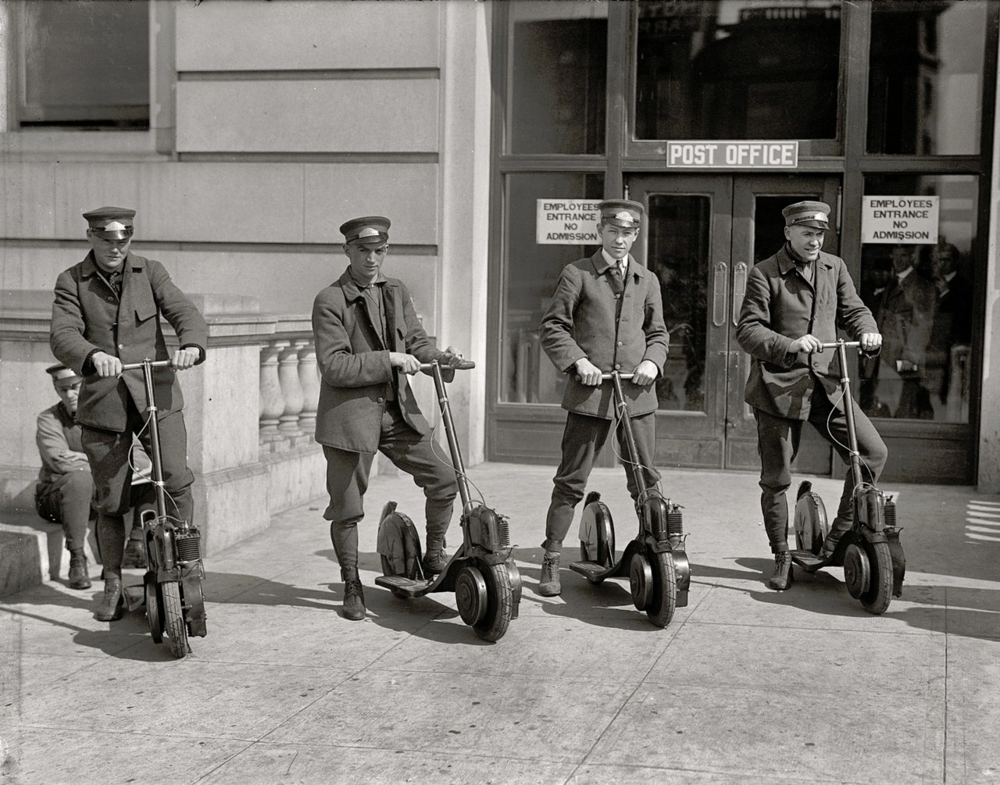 POST OFFICE
EMPLOYEES
ENTRANCE
NO
ADMISSION
EMPLOYEES
ENTRANCE
NO
ADMISSION